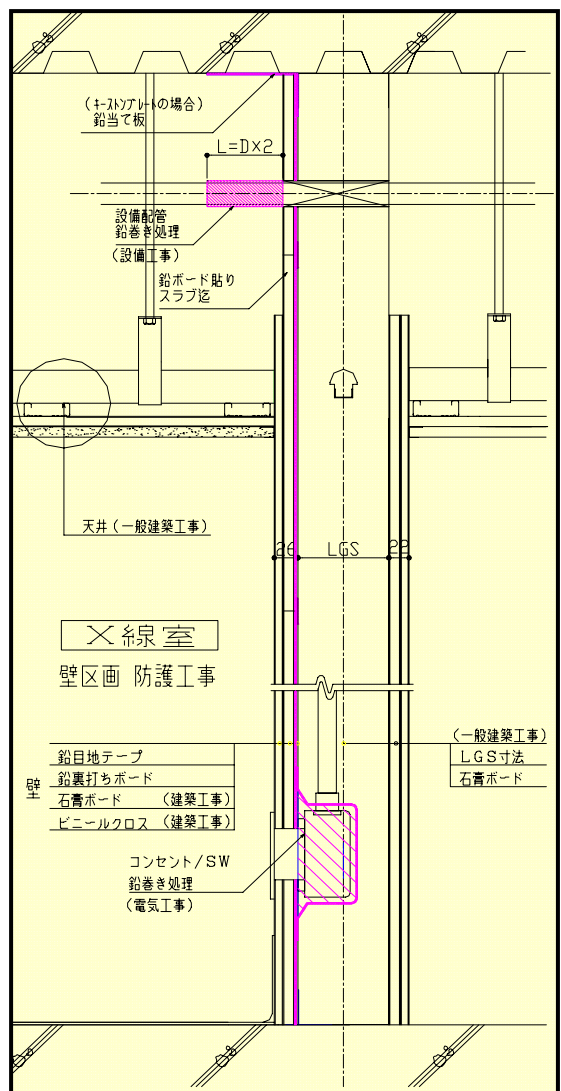 (キーストンプレートの場合)
鉛当て板
L=D×2
設備配管
鉛巻き処理
(設備工事)
鉛ボード貼り
スラブ迄
天井(一般建築工事)
26 LGS 22
X線室
壁区画 防護工事
壁
鉛目地テープ
鉛裏打ちボード
石膏ボード (建築工事)
ビニールクロス (建築工事)
(一般建築工事)
LGS寸法
石膏ボード
コンセント/SW
鉛巻き処理
(電気工事)